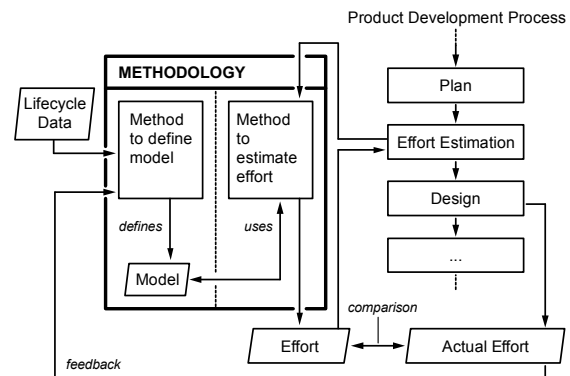 Product Development Process
METHODOLOGY
Lifecycle
Data
Method
to define
model
Method
to
estimate
effort
Plan
Effort Estimation
Design
...
defines
uses
Model
comparison
Effort
Actual Effort
feedback